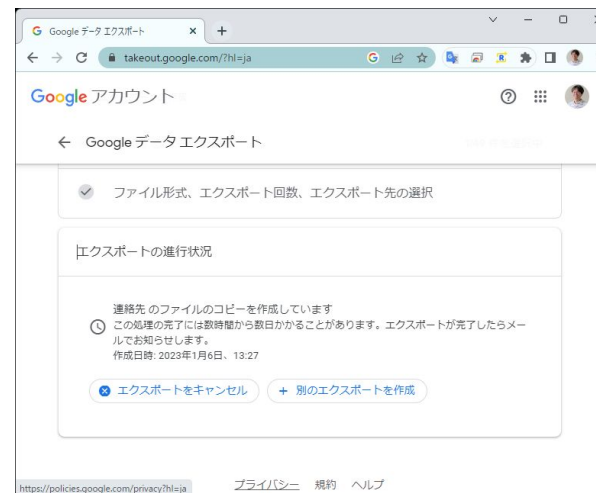 Google データ エクスポート
takeout.google.com/?hl=ja
Google アカウント
Google データ エクスポート
ファイル形式、エクスポート回数、エクスポート先の選択
エクスポートの進行状況
連絡先 のファイルのコピーを作成しています
この処理の完了には数時間から数日かかることがあります。エクスポートが完了したらメー
ルでお知らせします。
作成日時: 2023年1月6日、13:27
エクスポートをキャンセル
+ 別のエクスポートを作成
プライバシー 規約 ヘルプ
https://policies.google.com/privacy?hl=ja